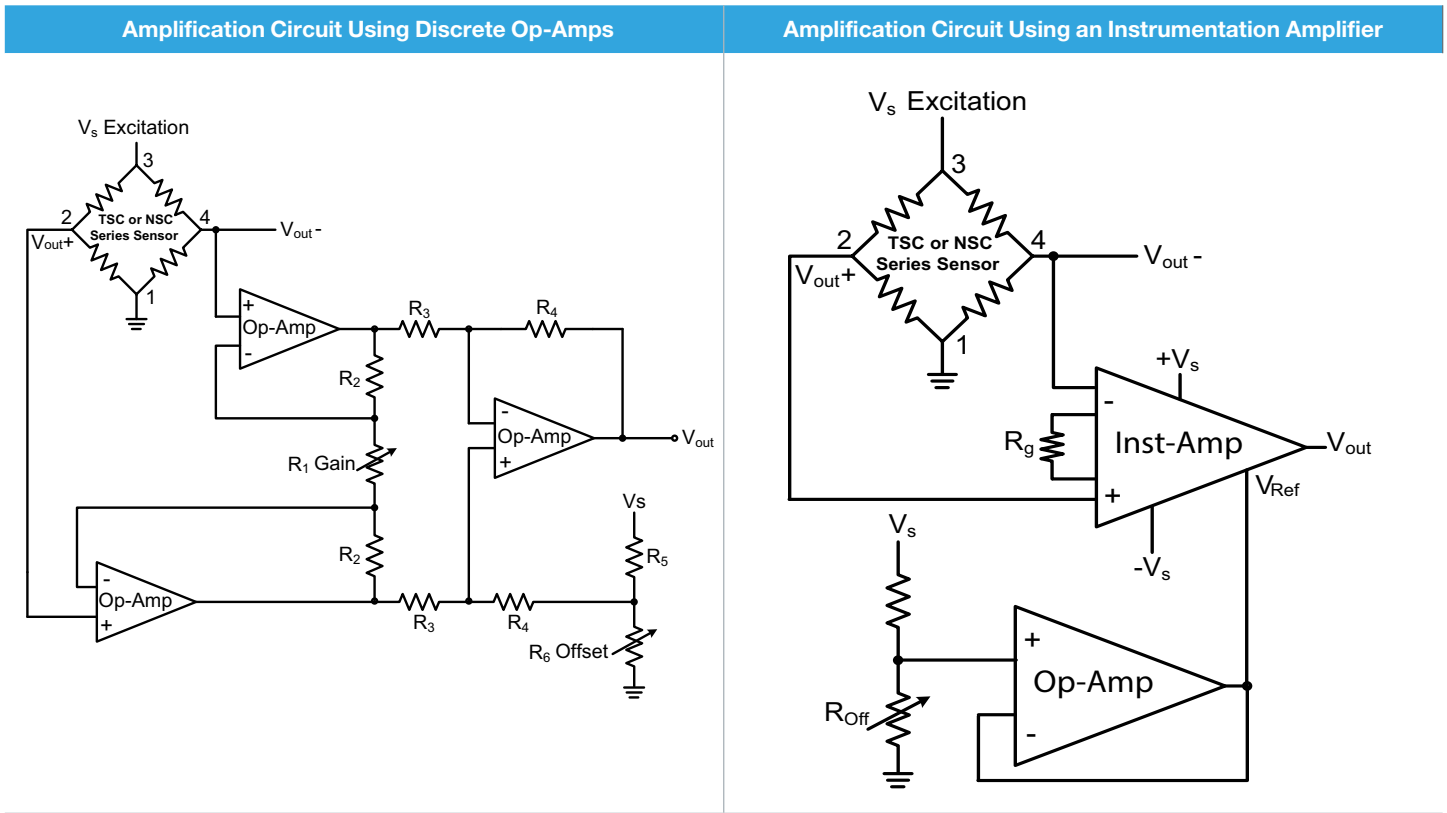 Amplification Circuit Using Discrete Op-Amps
Vs Excitation
3
2
TSC or NSC
Series Sensor
4
Vout+
Vout-
1
+
Op-Amp
-
R3
R4
R2
-
Op-Amp
+
Vout
R1 Gain
Vs
R2
R5
-
Op-Amp
+
R3
R4
R6 Offset
Amplification Circuit Using an Instrumentation Amplifier
Vs Excitation
3
2
TSC or NSC
Series Sensor
4
Vout+
Vout-
1
+Vs
-
Rg
Inst-Amp
Vout
+
VRef
Vs
-Vs
+
Op-Amp
ROff
-